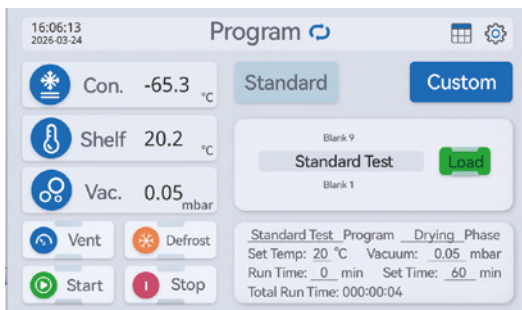 16:06:13
2026-03-24
Program
Con. -65.3 °C
Shelf 20.2 °C
Vac. 0.05 mbar
Vent
Defrost
Start
Stop
Standard
Custom
Blank 9
Standard Test
Blank 1
Load
Standard Test Program Drying Phase
Set Temp: 20 °C Vacuum: 0.05 mbar
Run Time: 0 min Set Time: 60 min
Total Run Time: 000:00:04